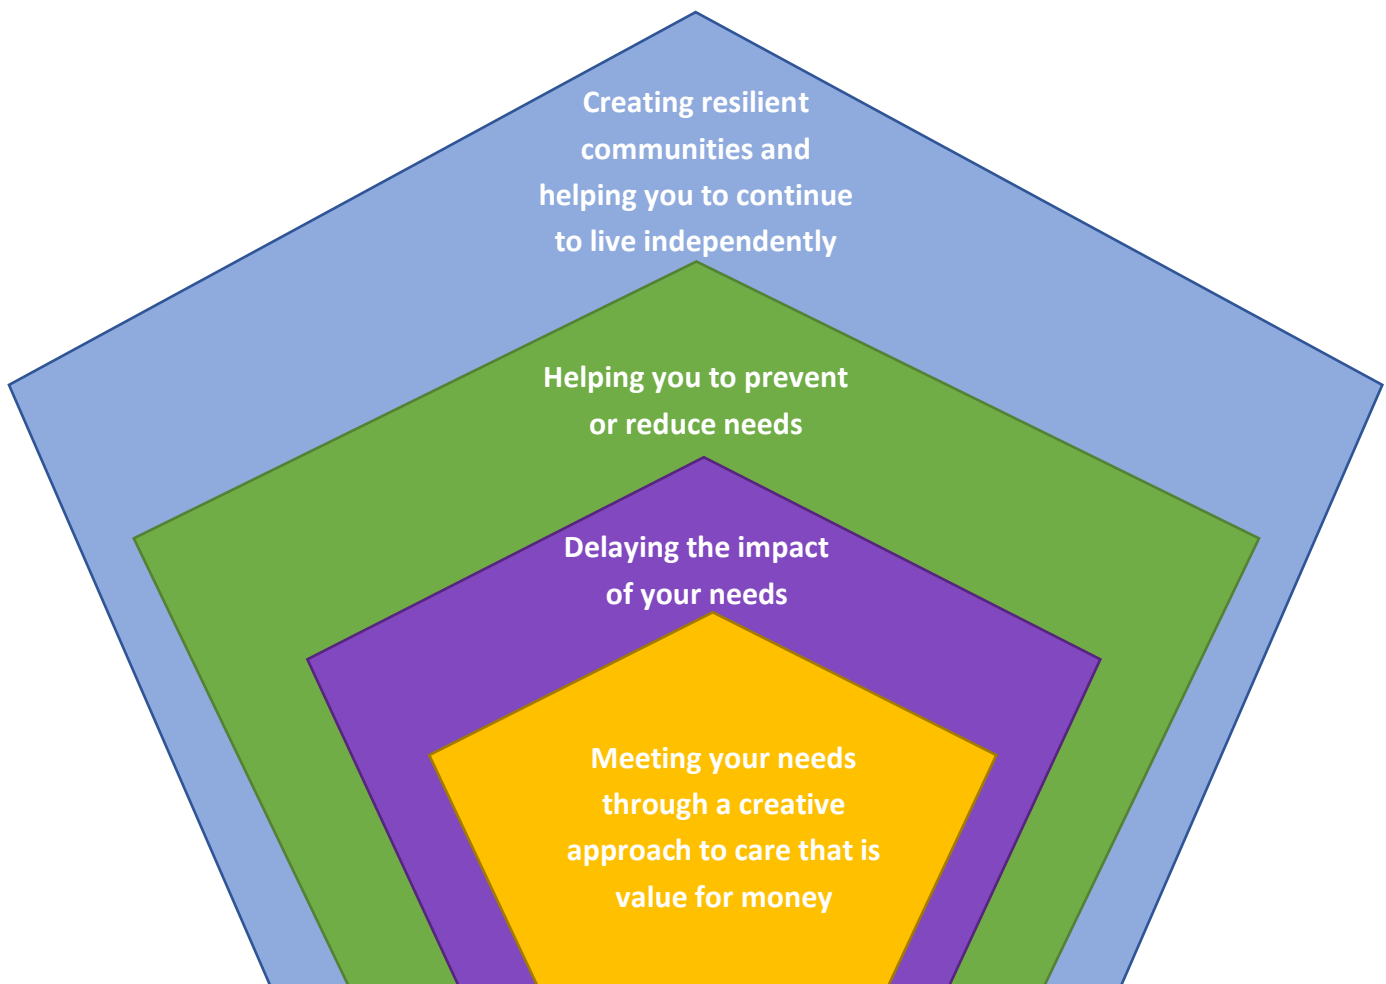 Creating resilient
communities and
helping you to continue
to live independently
Helping you to prevent
or reduce needs
Delaying the impact
of your needs
Meeting your needs
through a creative
approach to care that is
value for money